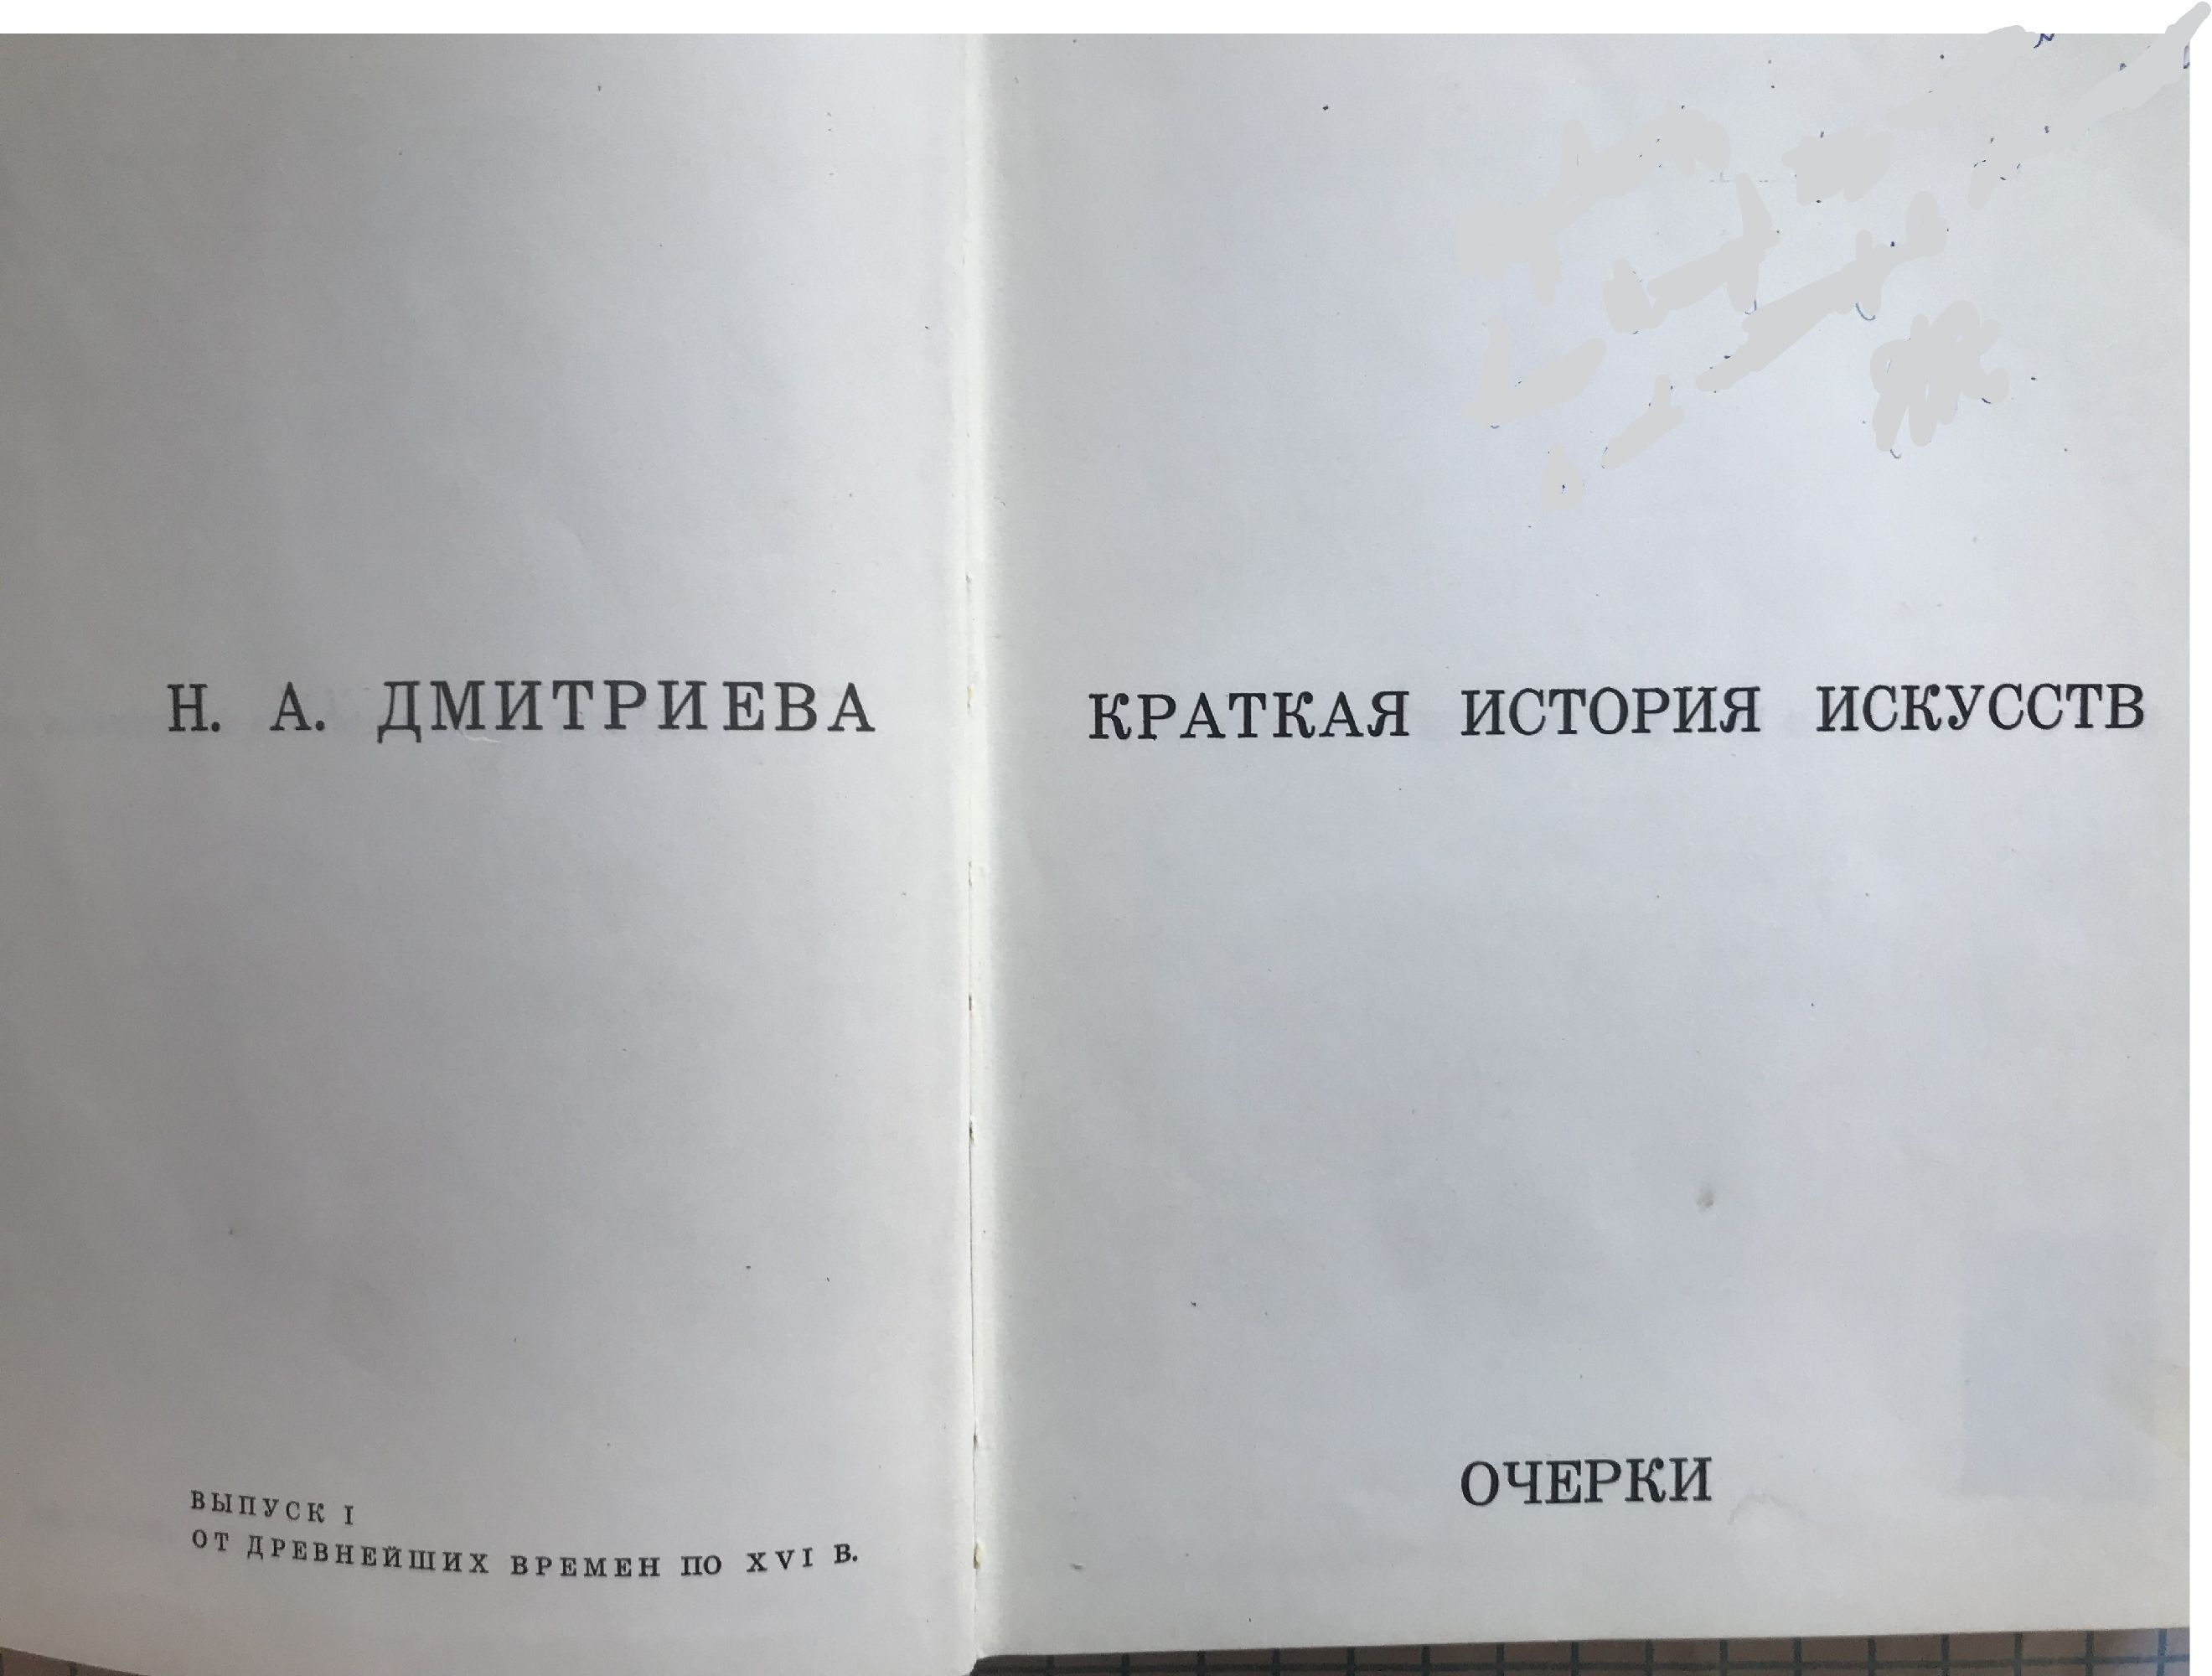 Н. А. ДМИТРИЕВА
ВЫПУСК I
ОТ ДРЕВНЕЙШИХ ВРЕМЕН ПО XVI В.
КРАТКАЯ ИСТОРИЯ ИСКУССТВ
ОЧЕРКИ